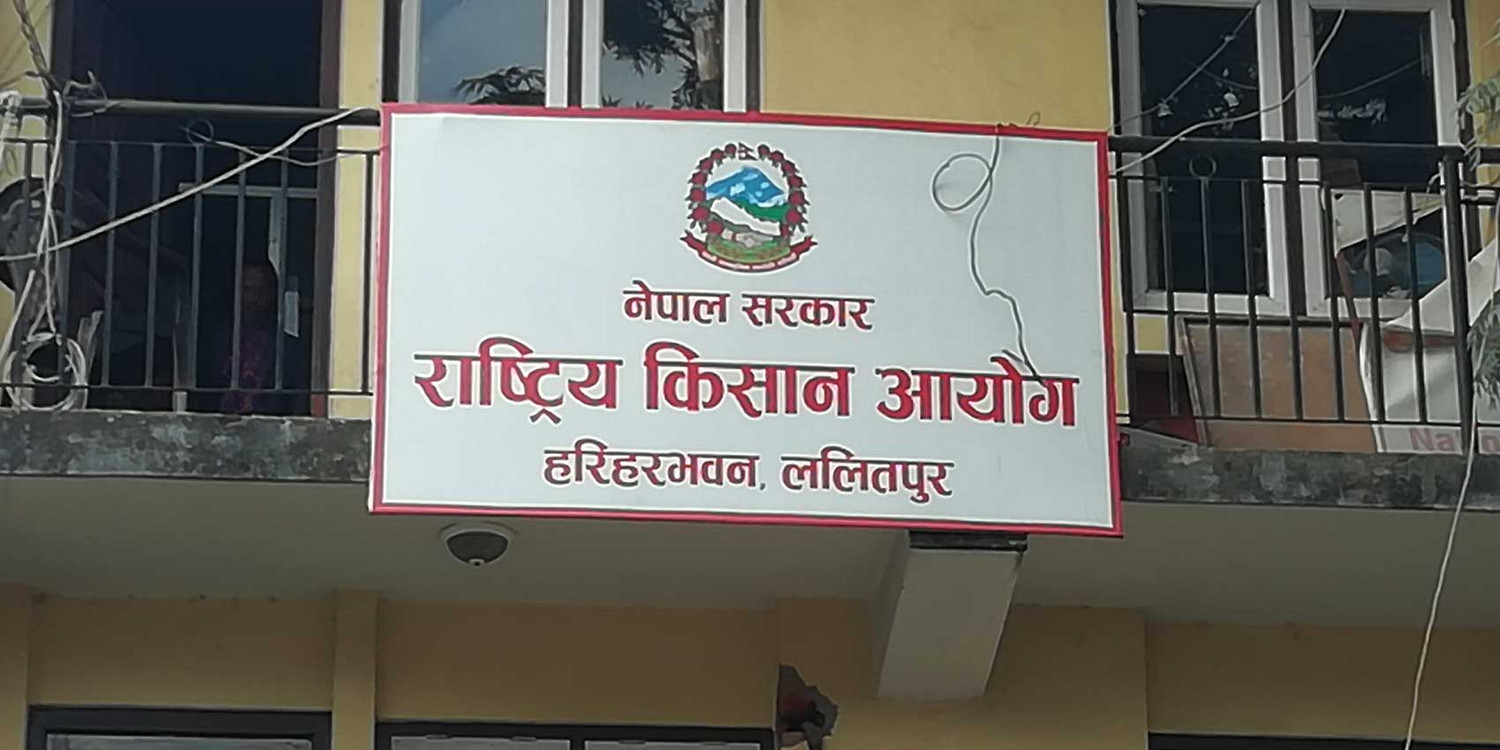 नेपाल सरकार
राष्ट्रिय किसान आयोग
हरिहरभवन, ललितपुर